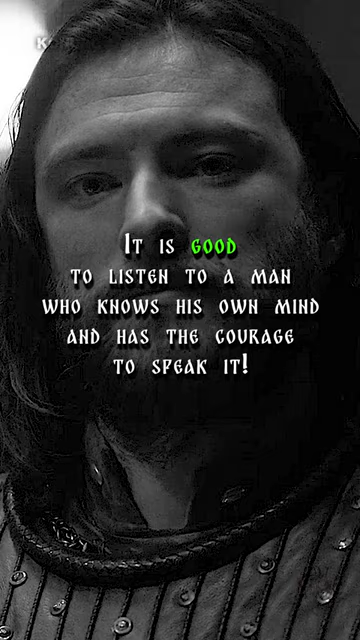 It is good
to listen to a man
who knows his own mind
and has the courage
to speak it!